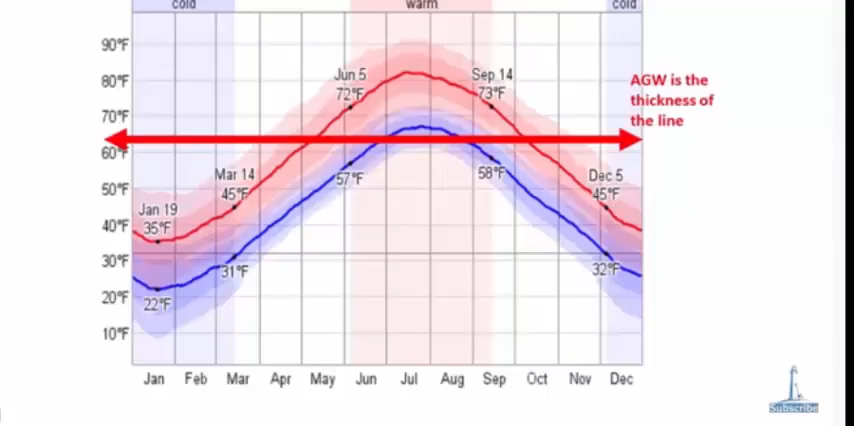 cold
warm
cold
90°F
80°F
70°F
60°F
50°F
40°F
30°F
20°F
10°F
Jan 19
35°F
22°F
Mar 14
45°F
31°F
Jun 5
72°F
57°F
Sep 14
73°F
58°F
Dec 5
45°F
32°F
AGW is the
thickness of
the line
Jan Feb Mar Apr May Jun Jul Aug Sep Oct Nov Dec
Subscribe